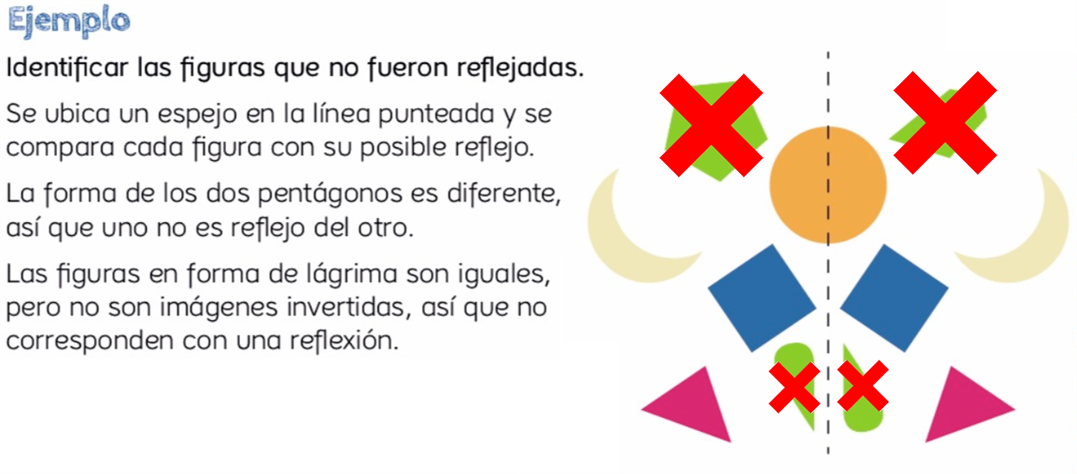 Ejemplo
Identificar las figuras que no fueron reflejadas.
Se ubica un espejo en la línea punteada y se
compara cada figura con su posible reflejo.
La forma de los dos pentágonos es diferente,
así que uno no es reflejo del otro.
Las figuras en forma de lágrima son iguales,
pero no son imágenes invertidas, así que no
corresponden con una reflexión.